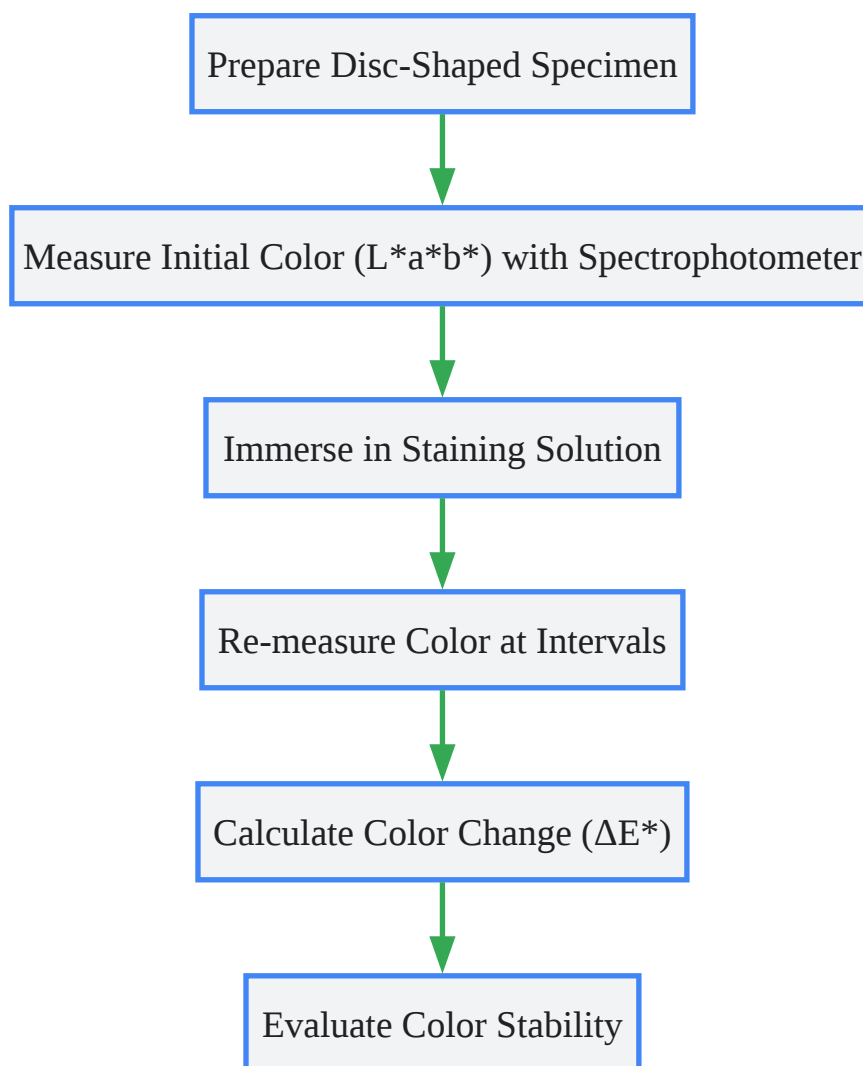 Prepare Disc-Shaped Specimen
Measure Initial Color (L*a*b*) with Spectrophotometer
Immerse in Staining Solution
Re-measure Color at Intervals
Calculate Color Change (ΔE*)
Evaluate Color Stability